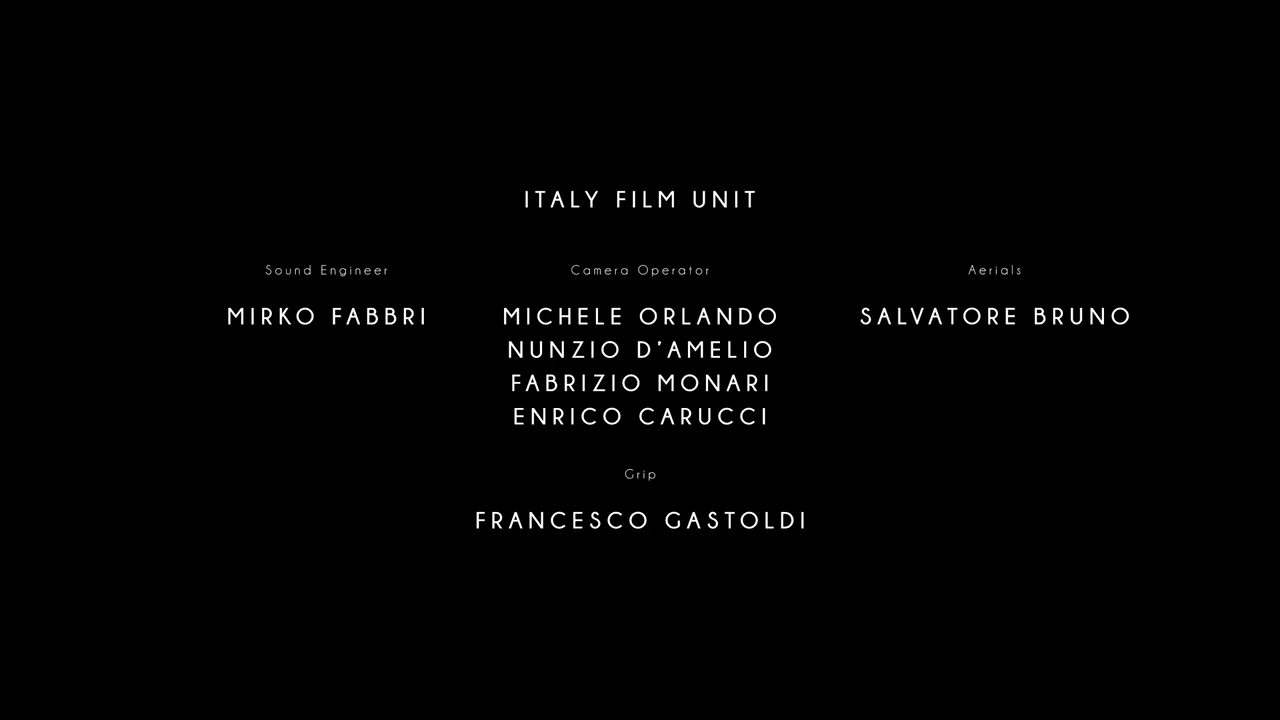 ITALY FILM UNIT
Sound Engineer
MIRKO FABBRI
Camera Operator
MICHELE ORLANDO
NUNZIO D'AMELIO
FABRIZIO MONARI
ENRICO CARUCCI
Aerials
SALVATORE BRUNO
Grip
FRANCESCO GASTOLDI